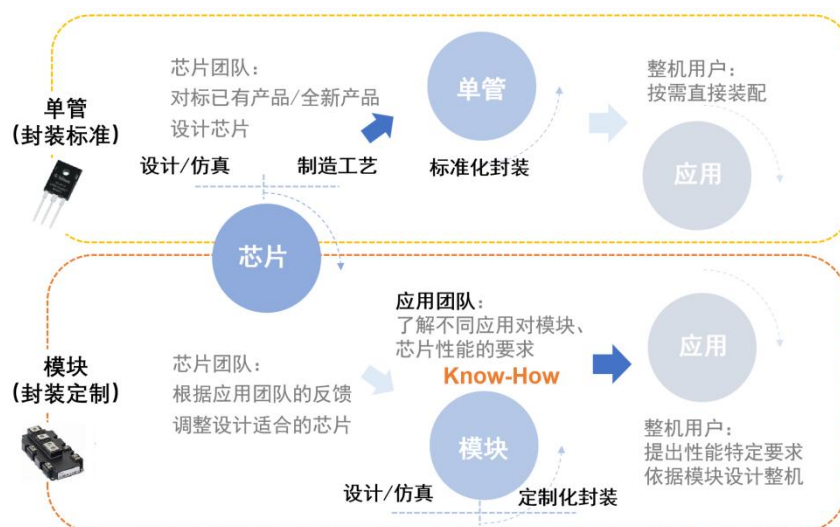 单管
(封装标准)
芯片团队：
对标已有产品/全新产品
设计芯片
设计/仿真
制造工艺
单管
标准化封装
整机用户：
按需直接装配
应用
芯片
模块
(封装定制)
芯片团队：
根据应用团队的反馈
调整设计适合的芯片
应用团队：
了解不同应用对模块、
芯片性能的要求
Know-How
模块
设计/仿真
定制化封装
应用
整机用户：
提出性能特定要求
依据模块设计整机